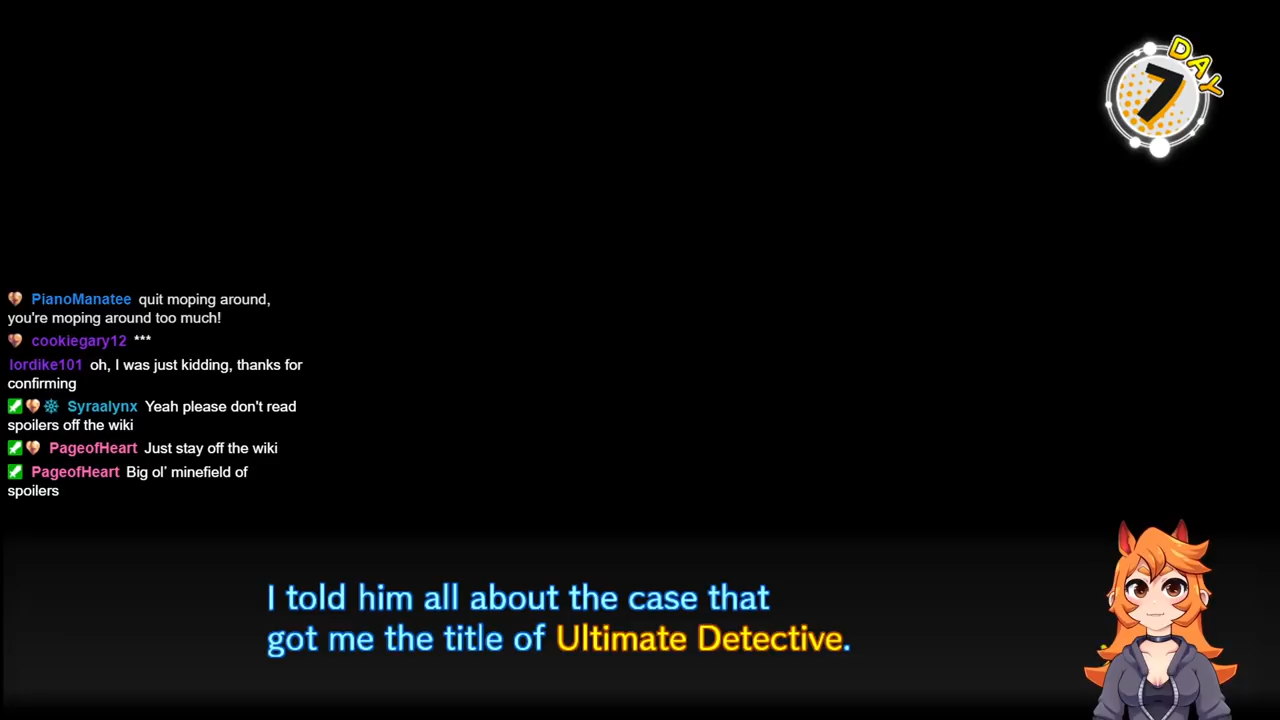 DAY
7
PianoManatee quit moping around,
you're moping around too much!
cookiegary12 ***
lordike101 oh, I was just kidding, thanks for
confirming
Syraalynx Yeah please don't read
spoilers off the wiki
PageofHeart Just stay off the wiki
PageofHeart Big ol' minefield of
spoilers
I told him all about the case that
got me the title of Ultimate Detective.